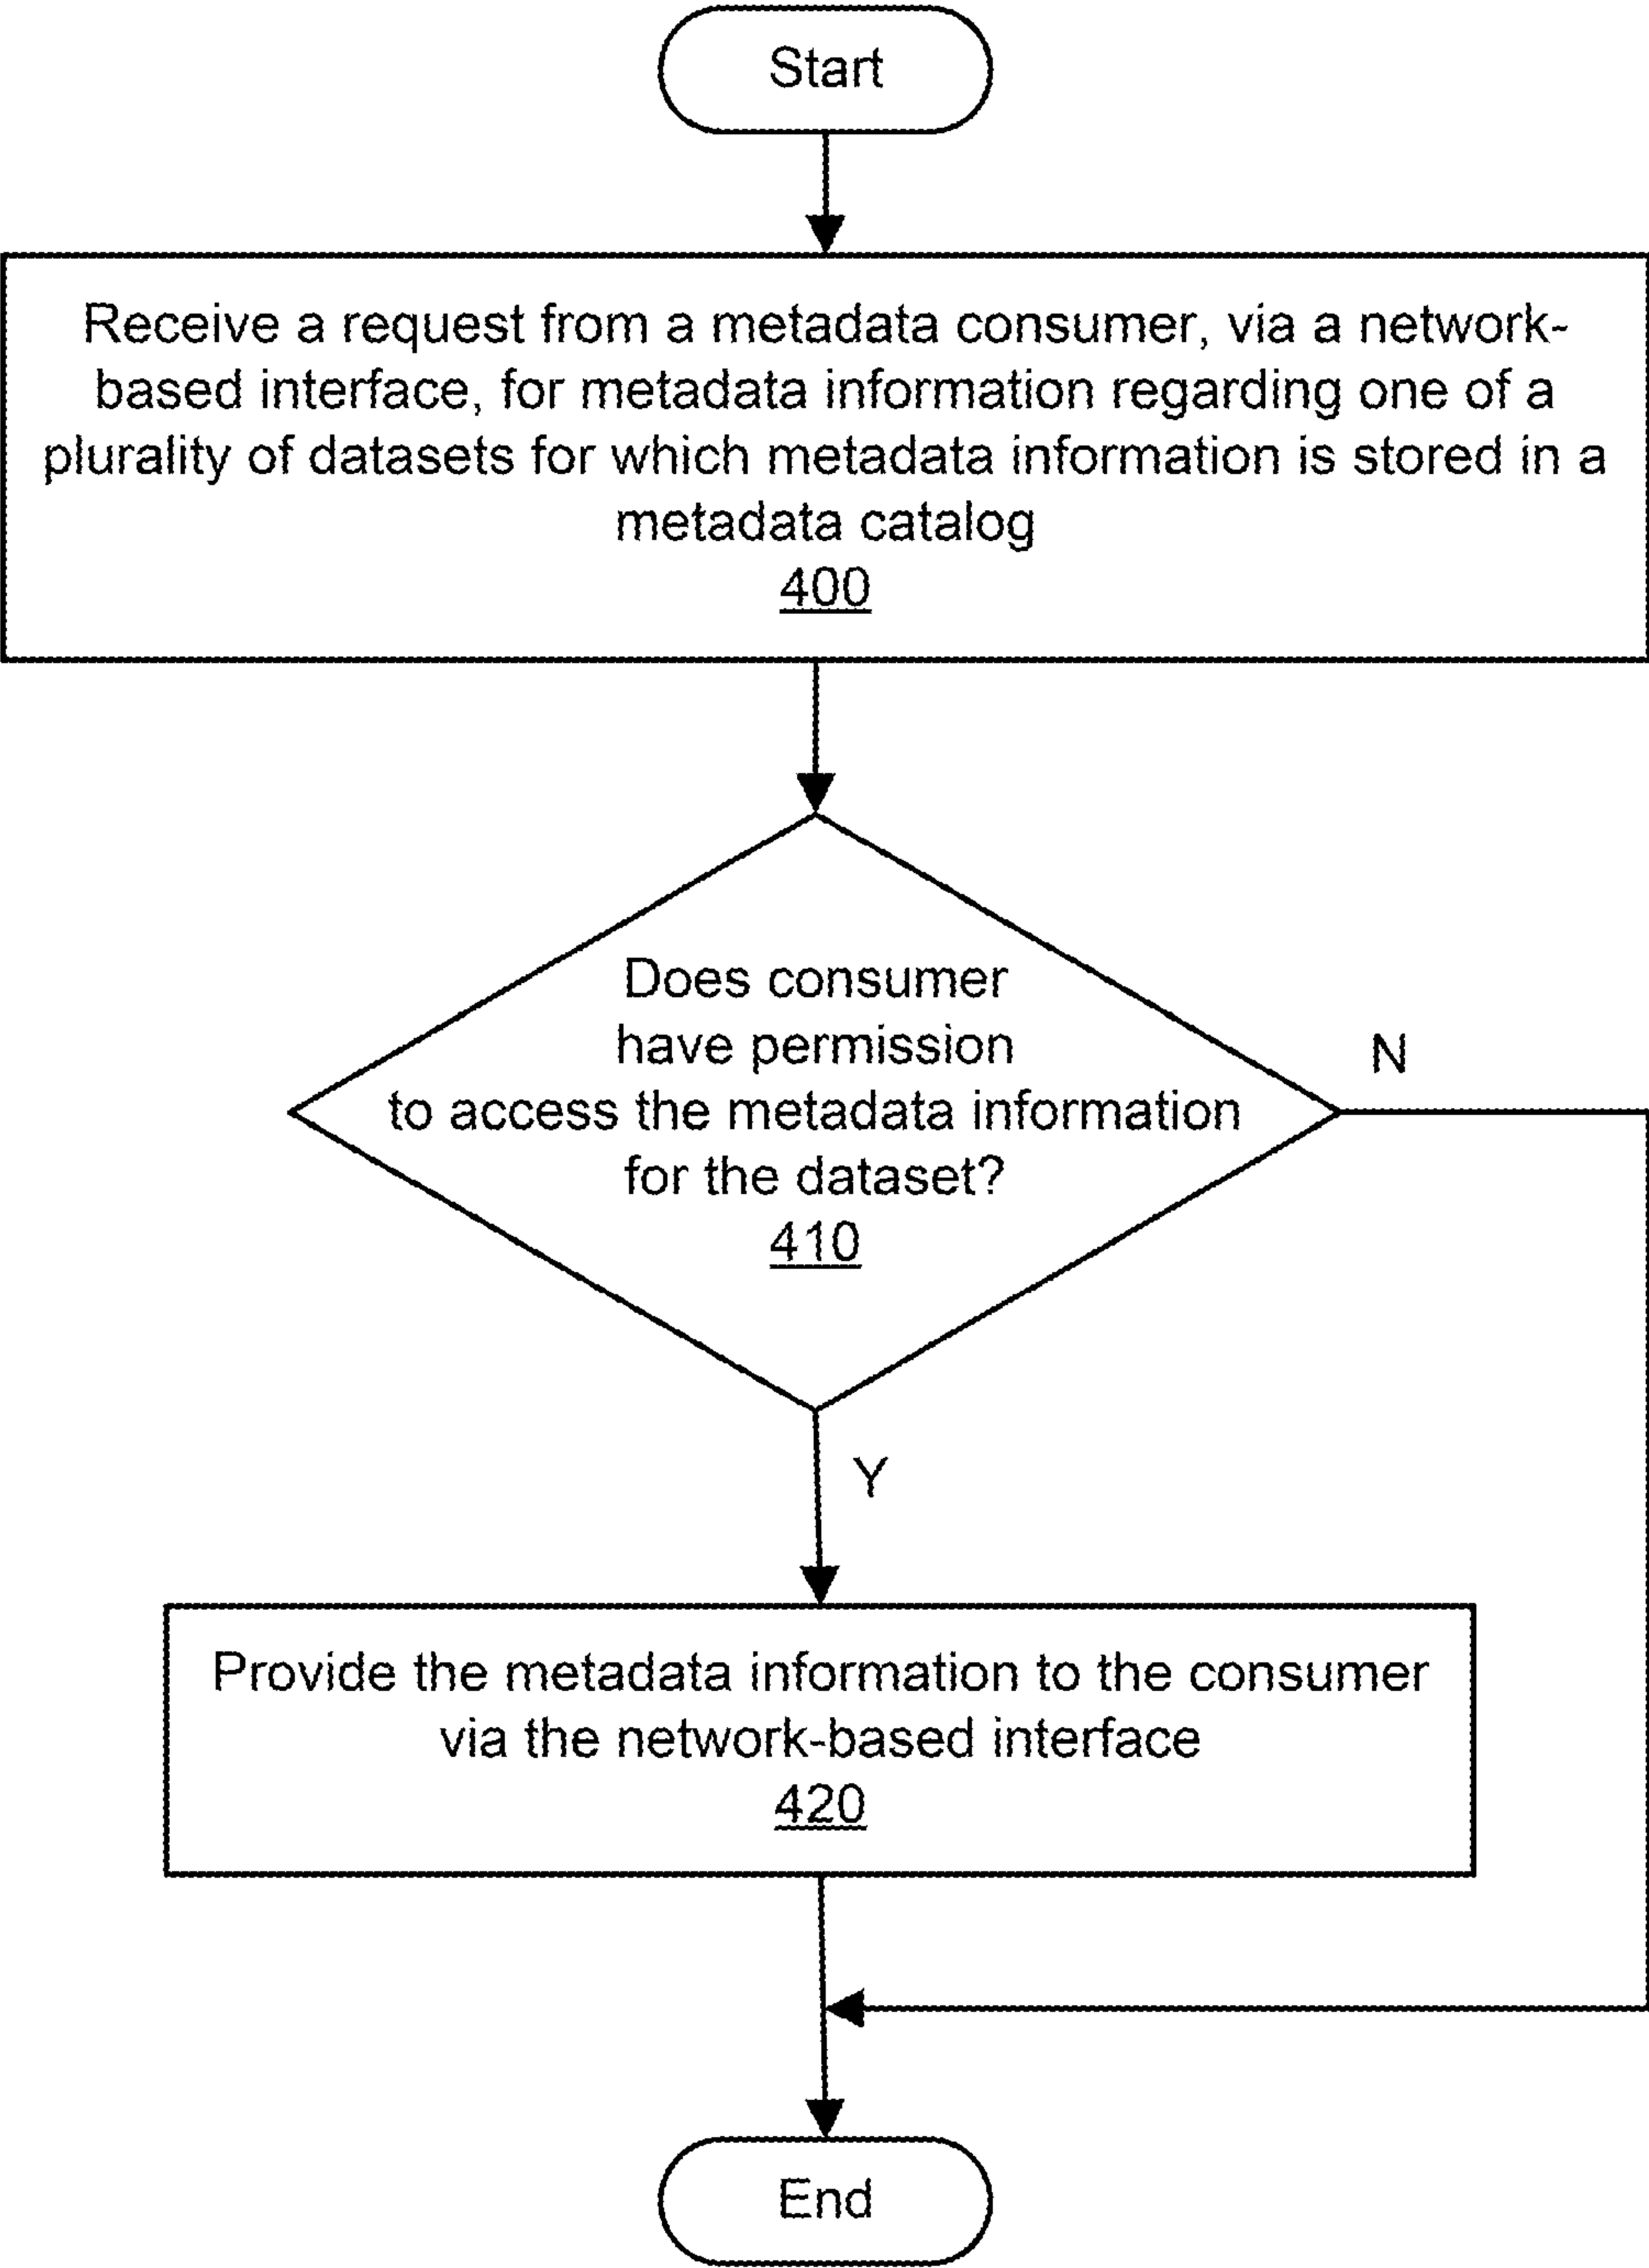 Start
Receive a request from a metadata consumer, via a network-
based interface, for metadata information regarding one of a
plurality of datasets for which metadata information is stored in a
metadata catalog
400
Does consumer
have permission
to access the metadata information
for the dataset?
410
N
Y
Provide the metadata information to the consumer
via the network-based interface
420
End